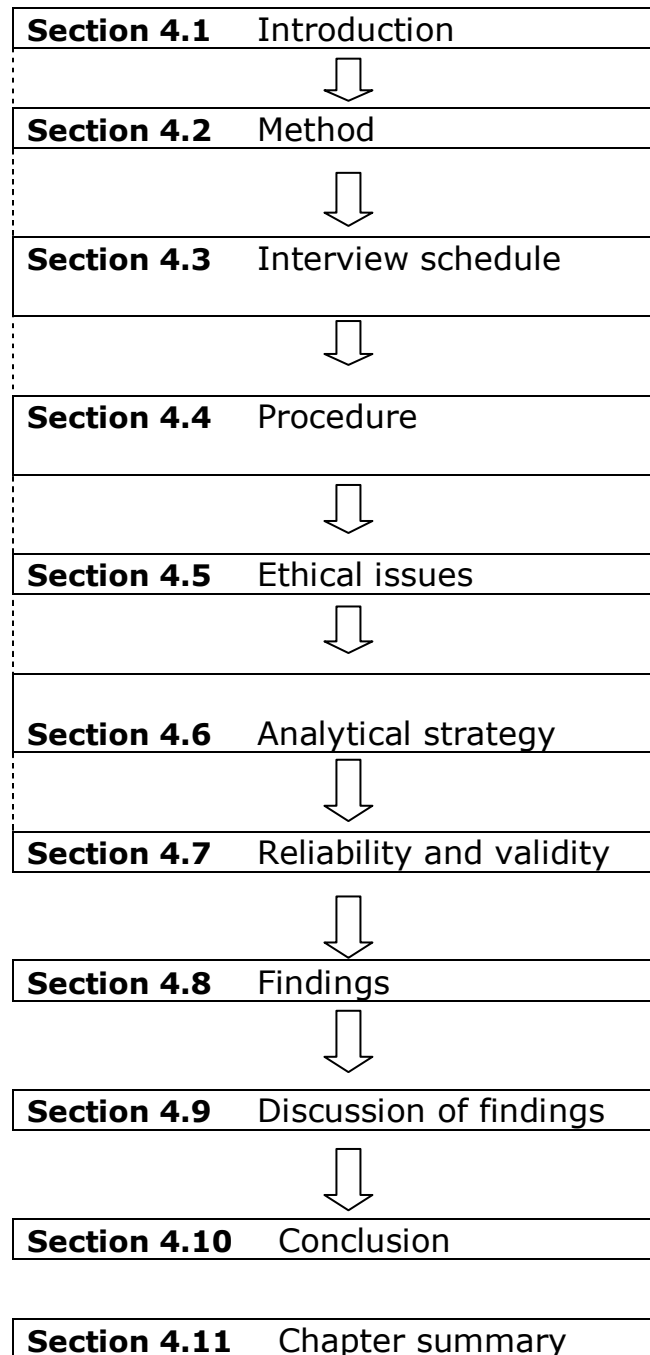 Section 4.1 Introduction
Section 4.2 Method
Section 4.3 Interview schedule
Section 4.4 Procedure
Section 4.5 Ethical issues
Section 4.6 Analytical strategy
Section 4.7 Reliability and validity
Section 4.8 Findings
Section 4.9 Discussion of findings
Section 4.10 Conclusion
Section 4.11 Chapter summary